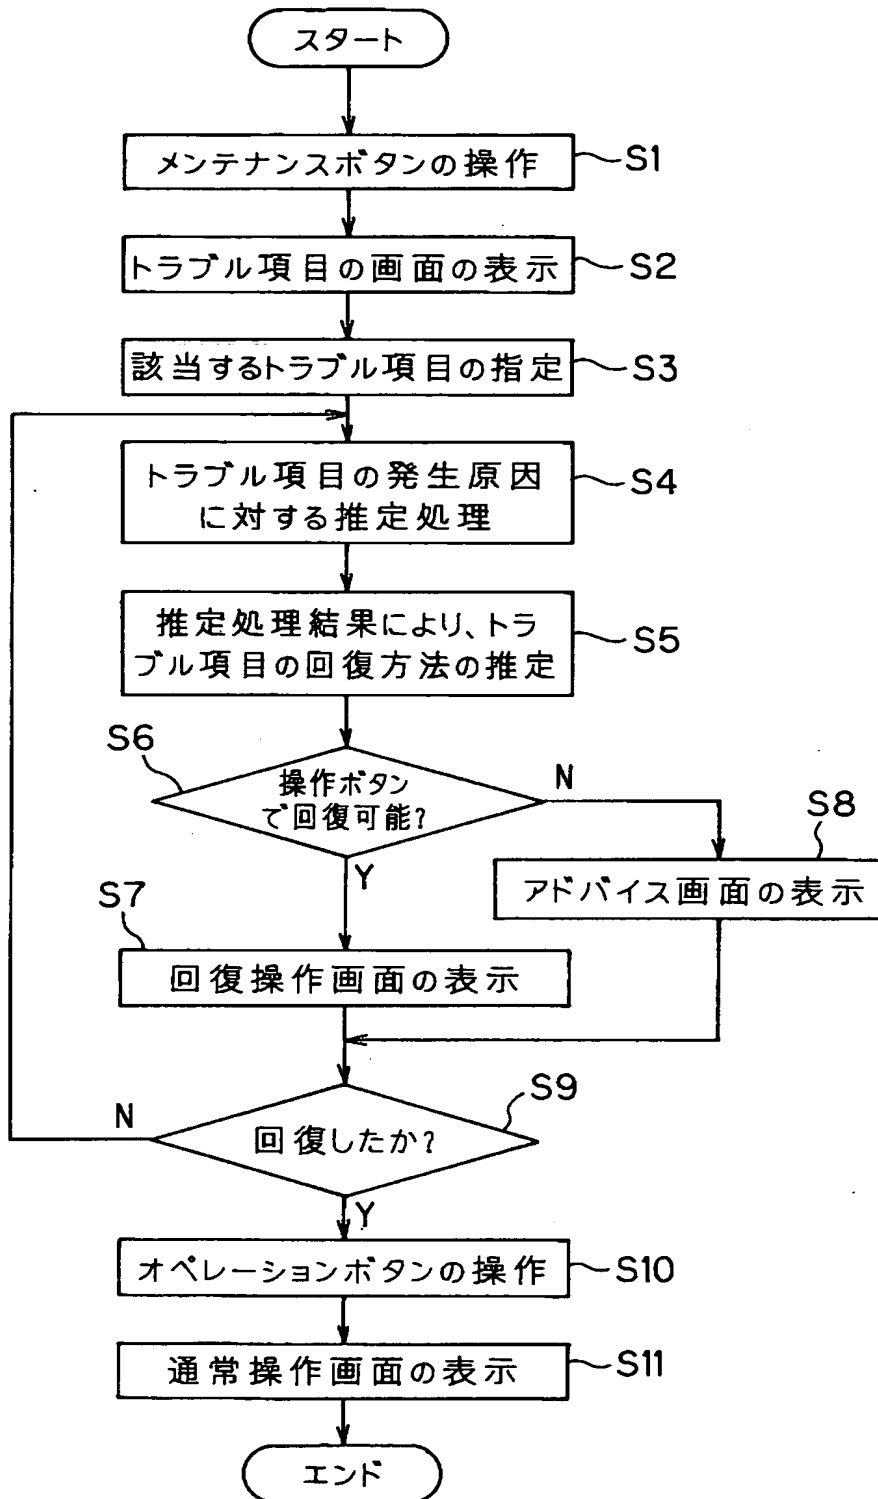 スタート
メンテナンスボタンの操作
S1
トラブル項目の画面の表示
S2
該当するトラブル項目の指定
S3
トラブル項目の発生原因
に対する推定処理
S4
推定処理結果により、トラ
ブル項目の回復方法の推定
S5
S6
操作ボタン
で回復可能?
N
Y
S8
アドバイス画面の表示
S7
回復操作画面の表示
S9
回復したか?
N
Y
オペレーションボタンの操作
S10
通常操作画面の表示
S11
エンド